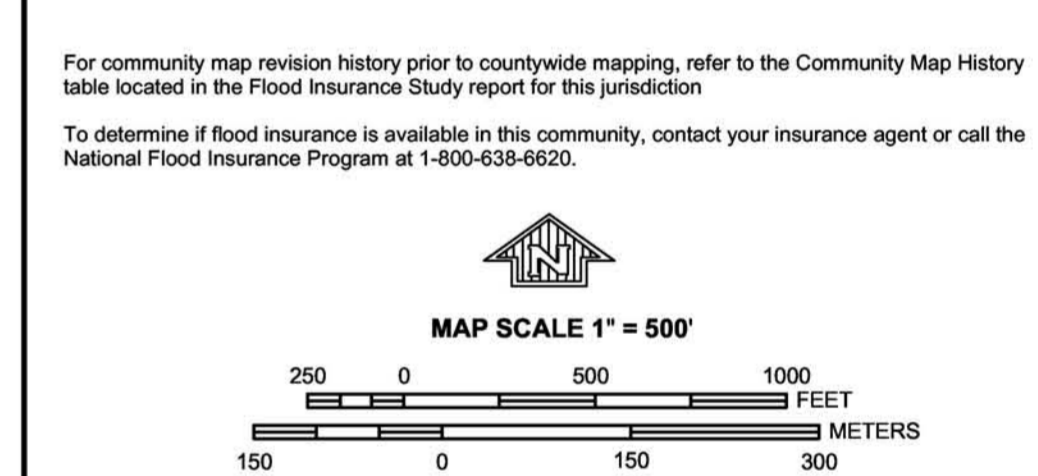 For community map revision history prior to countywide mapping, refer to the Community Map History
table located in the Flood Insurance Study report for this jurisdiction
To determine if flood insurance is available in this community, contact your insurance agent or call the
National Flood Insurance Program at 1-800-638-6620.
N
MAP SCALE 1" = 500'
250 0 500 1000
FEET
METERS
150 0 150 300